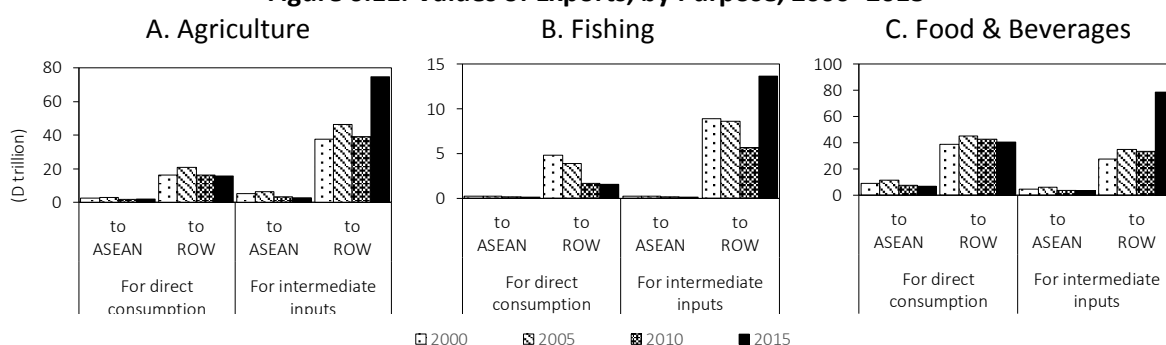 Values of Exports, by Purpose, 2000–2015
A. Agriculture
B. Fishing
C. Food & Beverages
(D trillion)
80
60
40
20
0
to ASEAN
to ROW
to ASEAN
to ROW
For direct consumption
For intermediate inputs
15
10
5
0
to ASEAN
to ROW
to ASEAN
to ROW
For direct consumption
For intermediate inputs
100
80
60
40
20
0
to ASEAN
to ROW
to ASEAN
to ROW
For direct consumption
For intermediate inputs
2000 2005 2010 2015